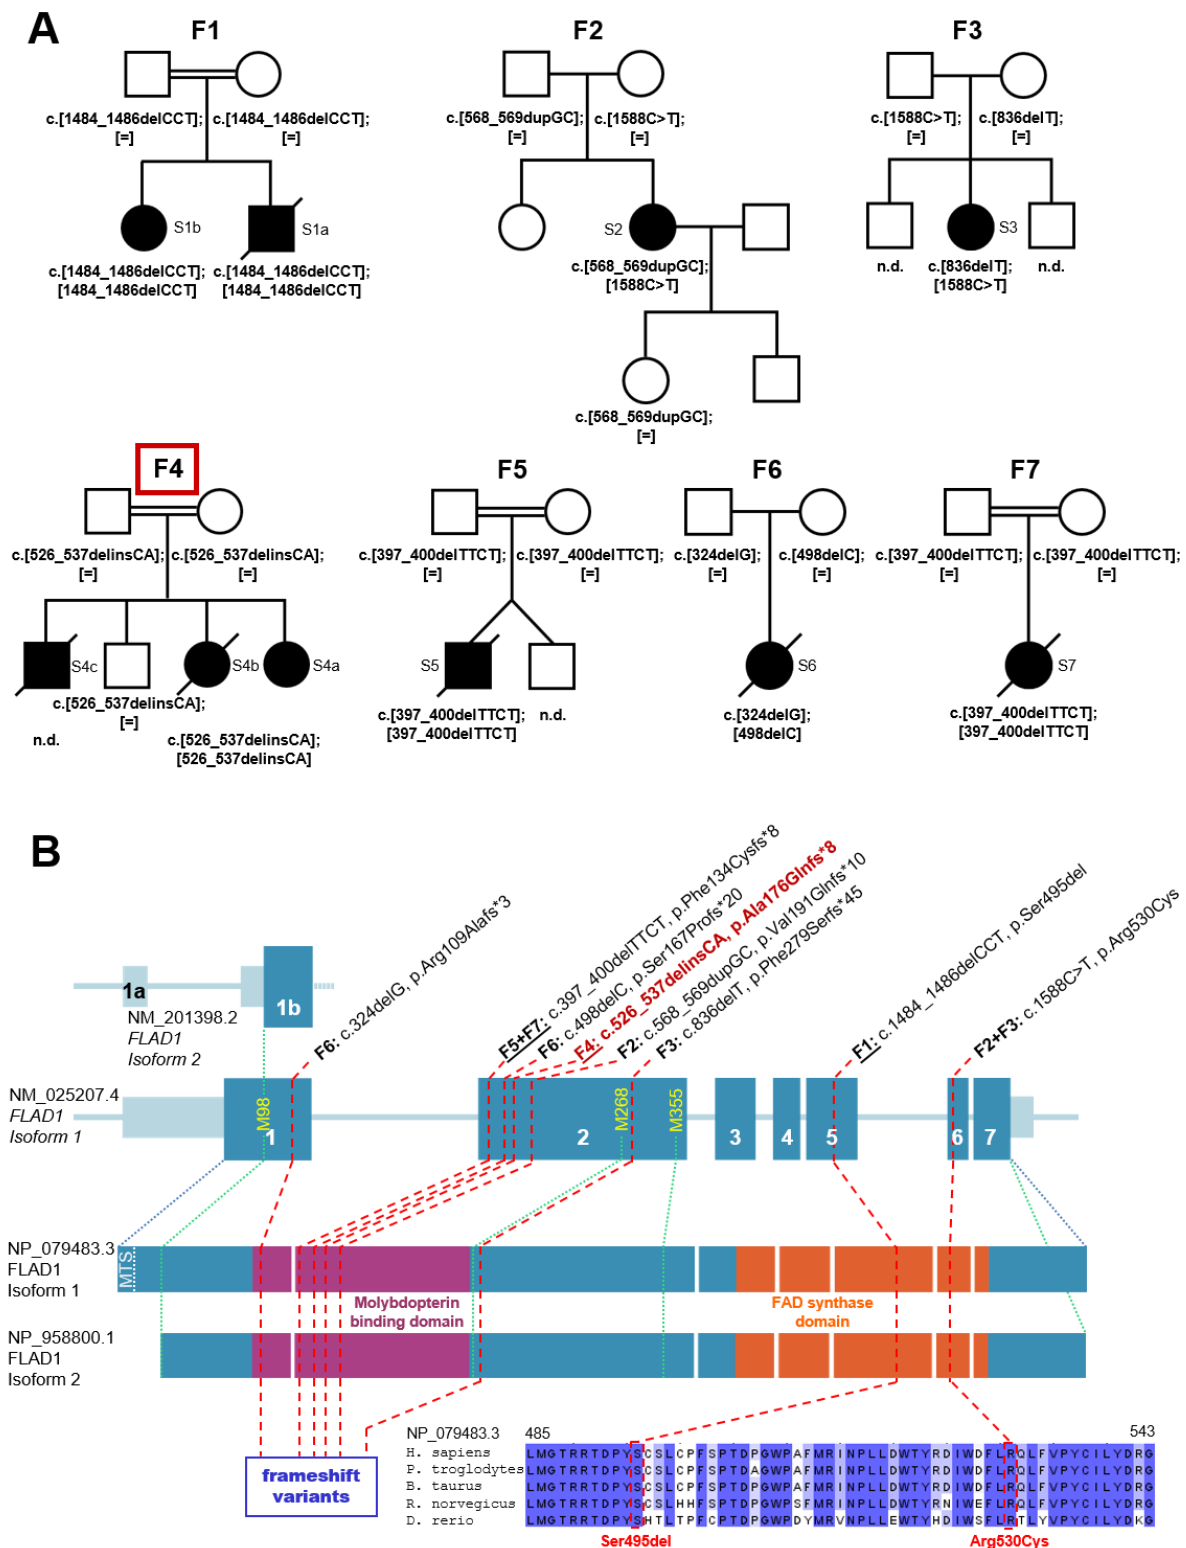 A
F1
F2
F3
c.[1484_1486delCCT];
[=]
c.[1484_1486delCCT];
[=]
c.[568_569dupGC];
[=]
c.[1588C>T];
[=]
c.[1588C>T];
[=]
c.[836delT];
[=]
S1b
S1a
S2
S3
c.[1484_1486delCCT];
[1484_1486delCCT]
c.[1484_1486delCCT];
[1484_1486delCCT]
c.[568_569dupGC];
[1588C>T]
n.d.
c.[836delT];
[1588C>T]
n.d.
c.[568_569dupGC];
[=]
F4
F5
F6
F7
c.[526_537delinsCA];
[=]
c.[526_537delinsCA];
[=]
c.[397_400delTTCT];
[=]
c.[397_400delTTCT];
[=]
c.[324delG];
[=]
c.[498delC];
[=]
c.[397_400delTTCT];
[=]
c.[397_400delTTCT];
[=]
S4c
S4b
S4a
S5
S6
S7
n.d.
c.[526_537delinsCA];
[=]
c.[526_537delinsCA];
[526_537delinsCA]
c.[397_400delTTCT];
[397_400delTTCT]
n.d.
c.[324delG];
[498delC]
c.[397_400delTTCT];
[397_400delTTCT]
B
F6: c.324delG, p.Arg109Alafs*3
F5+F7: c.397_400delTTCT, p.Phe134Cysfs*8
F6: c.498delC, p.Ser167Profs*20
F4: c.526_537delinsCA, p.Ala176Glnfs*8
F2: c.568_569dupGC, p.Val191Glnfs*10
F3: c.836delT, p.Phe279Serfs*45
F1: c.1484_1486delCCT, p.Ser495del
F2+F3: c.1588C>T, p.Arg530Cys
1a
1b
NM_201398.2
FLAD1
Isoform 2
NM_025207.4
FLAD1
Isoform 1
M98
1
2
M268
M355
3
4
5
6
7
NP_079483.3
FLAD1
Isoform 1
MTS
Molybdopterin
binding domain
FAD synthase
domain
NP_958800.1
FLAD1
Isoform 2
frameshift
variants
NP_079483.3 485 543
H. sapiens LMGTRRTDPYSCSLCPFSPTDPGWPAFMRINPLLDWTYRDIWDFLRQLFVPYCILYDRG
P. troglodytes LMGTRRTDPYSCSLCPFSPTDAGWPAFMRINPLLDWTYRDIWDFLRQLFVPYCILYDRG
B. taurus LMGTRRTDPYSCSLCPFSPTDPGWPAFMRINPLLDWTYRDIWDFLRQLFVPYCILYDRG
R. norvegicus LMGTRRTDPYSCSLHHFSPTDPGWPSFMRINPLLDWTYRNIWEFLRQLFVPYCILYDRG
D. rerio LMGTRRTDPYSHTLTPFCPTDPGWPDYMRVNPLLEWTYHDIWSFLRTLYVPYCILYDKG
Ser495del
Arg530Cys